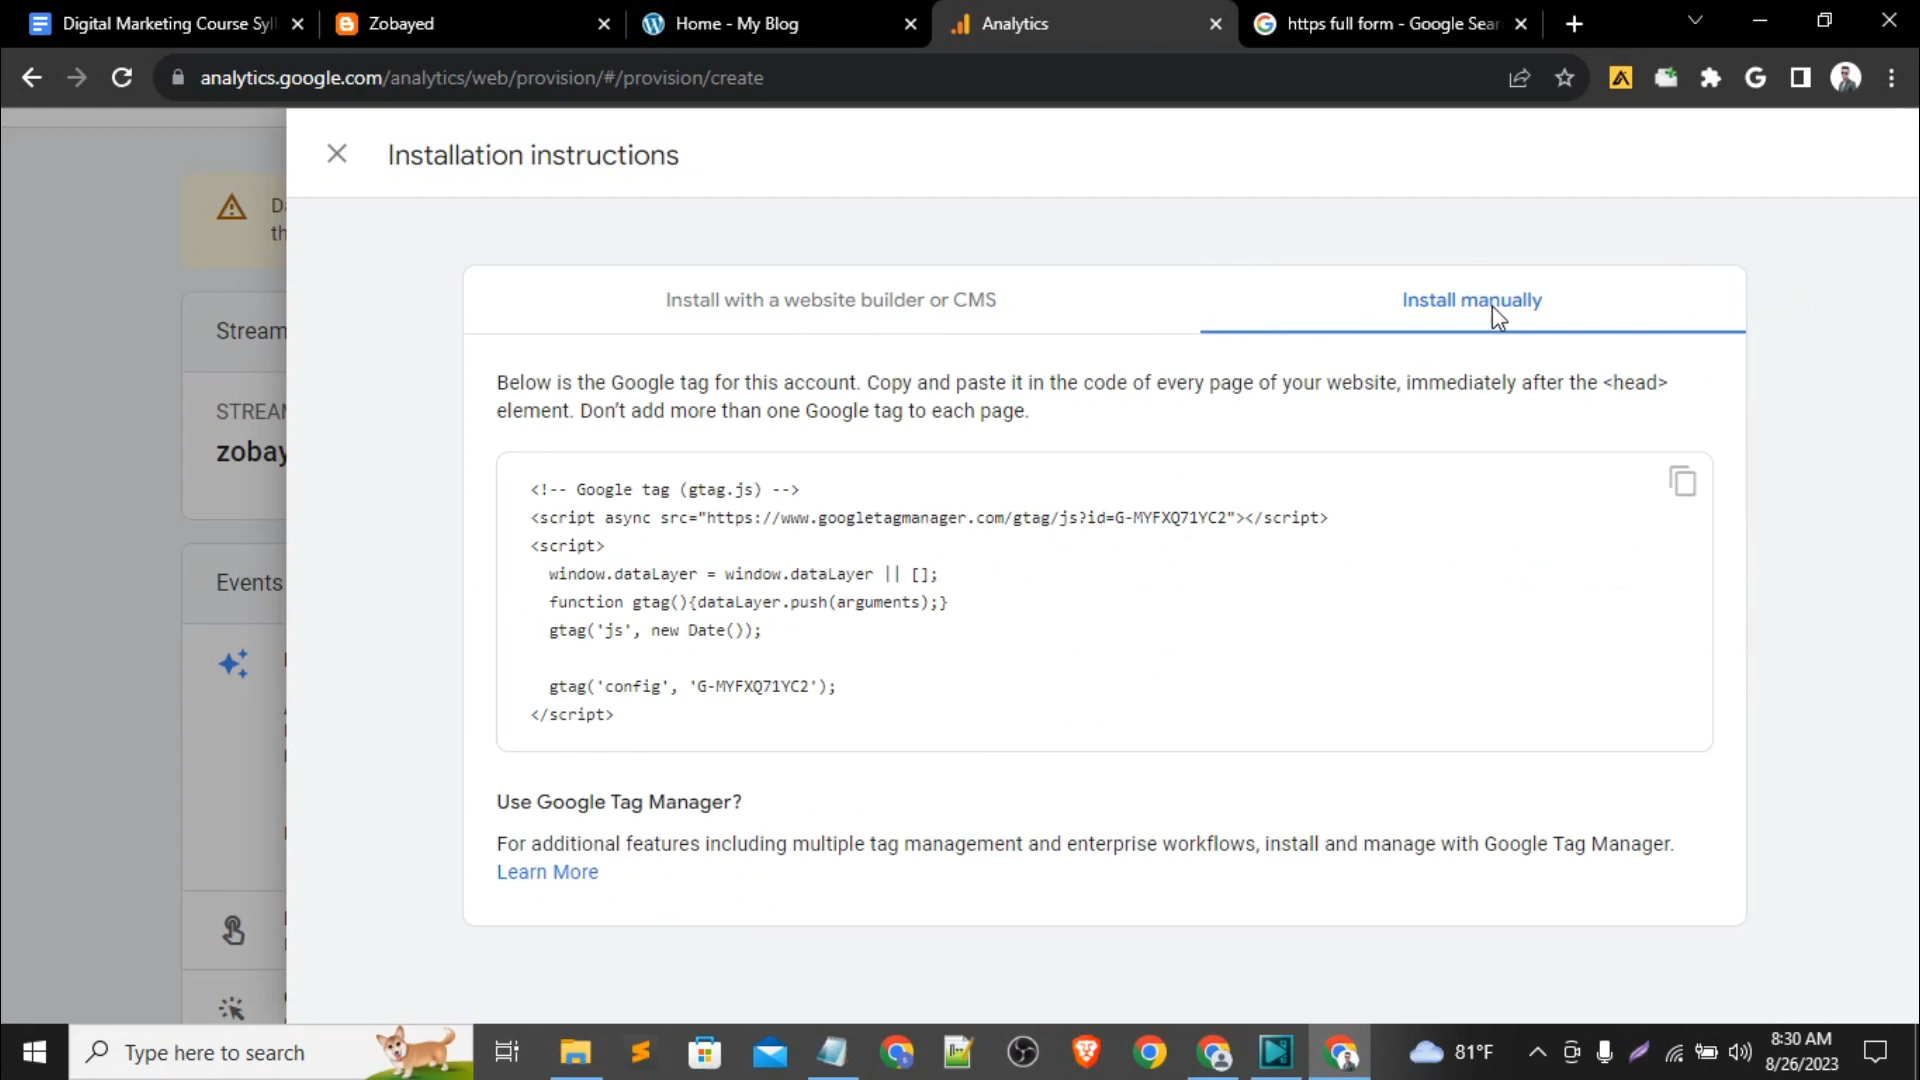 Digital Marketing Course Syll
Zobayed
Home - My Blog
Analytics
https full form - Google Sear
analytics.google.com/analytics/web/provision/#/provision/create
Installation instructions
Install with a website builder or CMS
Install manually
Below is the Google tag for this account. Copy and paste it in the code of every page of your website, immediately after the <head>
element. Don't add more than one Google tag to each page.
Stream
STREAM
zobay
Events
<!-- Google tag (gtag.js) -->
<script async src="https://www.googletagmanager.com/gtag/js?id=G-MYFXQ71YC2"></script>
<script>
window.dataLayer = window.dataLayer || [];
function gtag(){dataLayer.push(arguments);}
gtag('js', new Date());
gtag('config', 'G-MYFXQ71YC2');
</script>
Use Google Tag Manager?
For additional features including multiple tag management and enterprise workflows, install and manage with Google Tag Manager.
Learn More
Type here to search
81°F
8:30 AM
8/26/2023